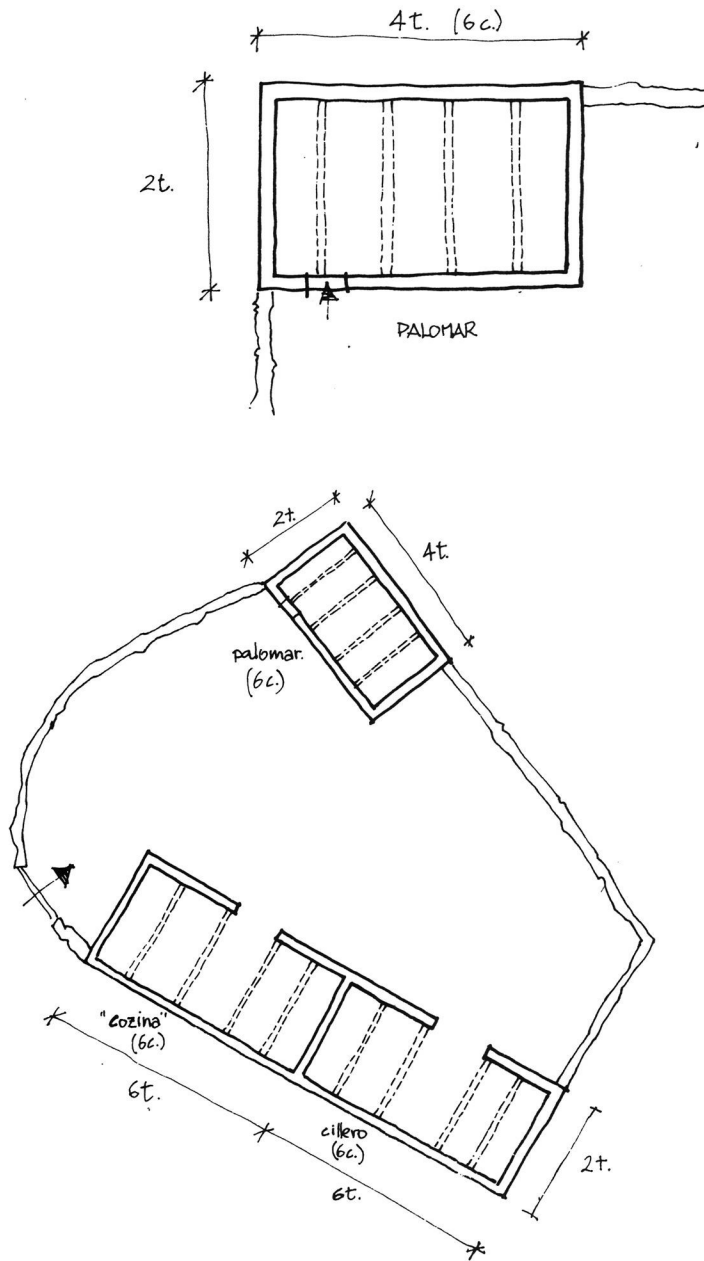 4t. (6c.)
2t.
PALOMAR
2t.
4t.
palomar.
(6c.)
"cozina"
(6c.)
6t.
cillero
(6c.)
6t.
2t.